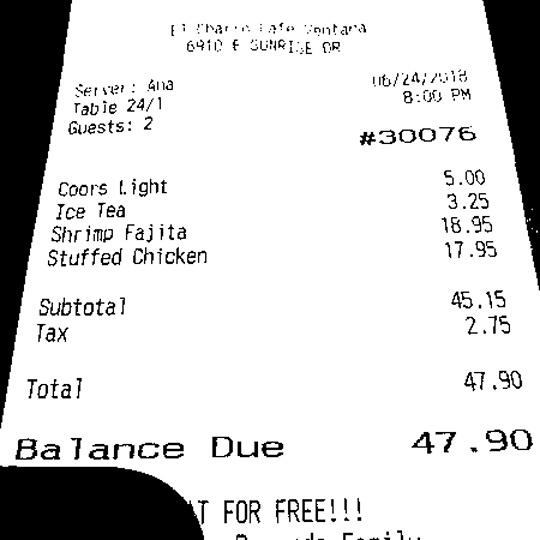 El Charro Cafe Ventana
6910 E SUNRISE DR
Server: Ana 06/24/2018
Table 24/1 8:00 PM
Guests: 2
#30076
Coors Light 5.00
Ice Tea 3.25
Shrimp Fajita 18.95
Stuffed Chicken 17.95
Subtotal 45.15
Tax 2.75
Total 47.90
Balance Due 47.90
AT FOR FREE!!!
Family